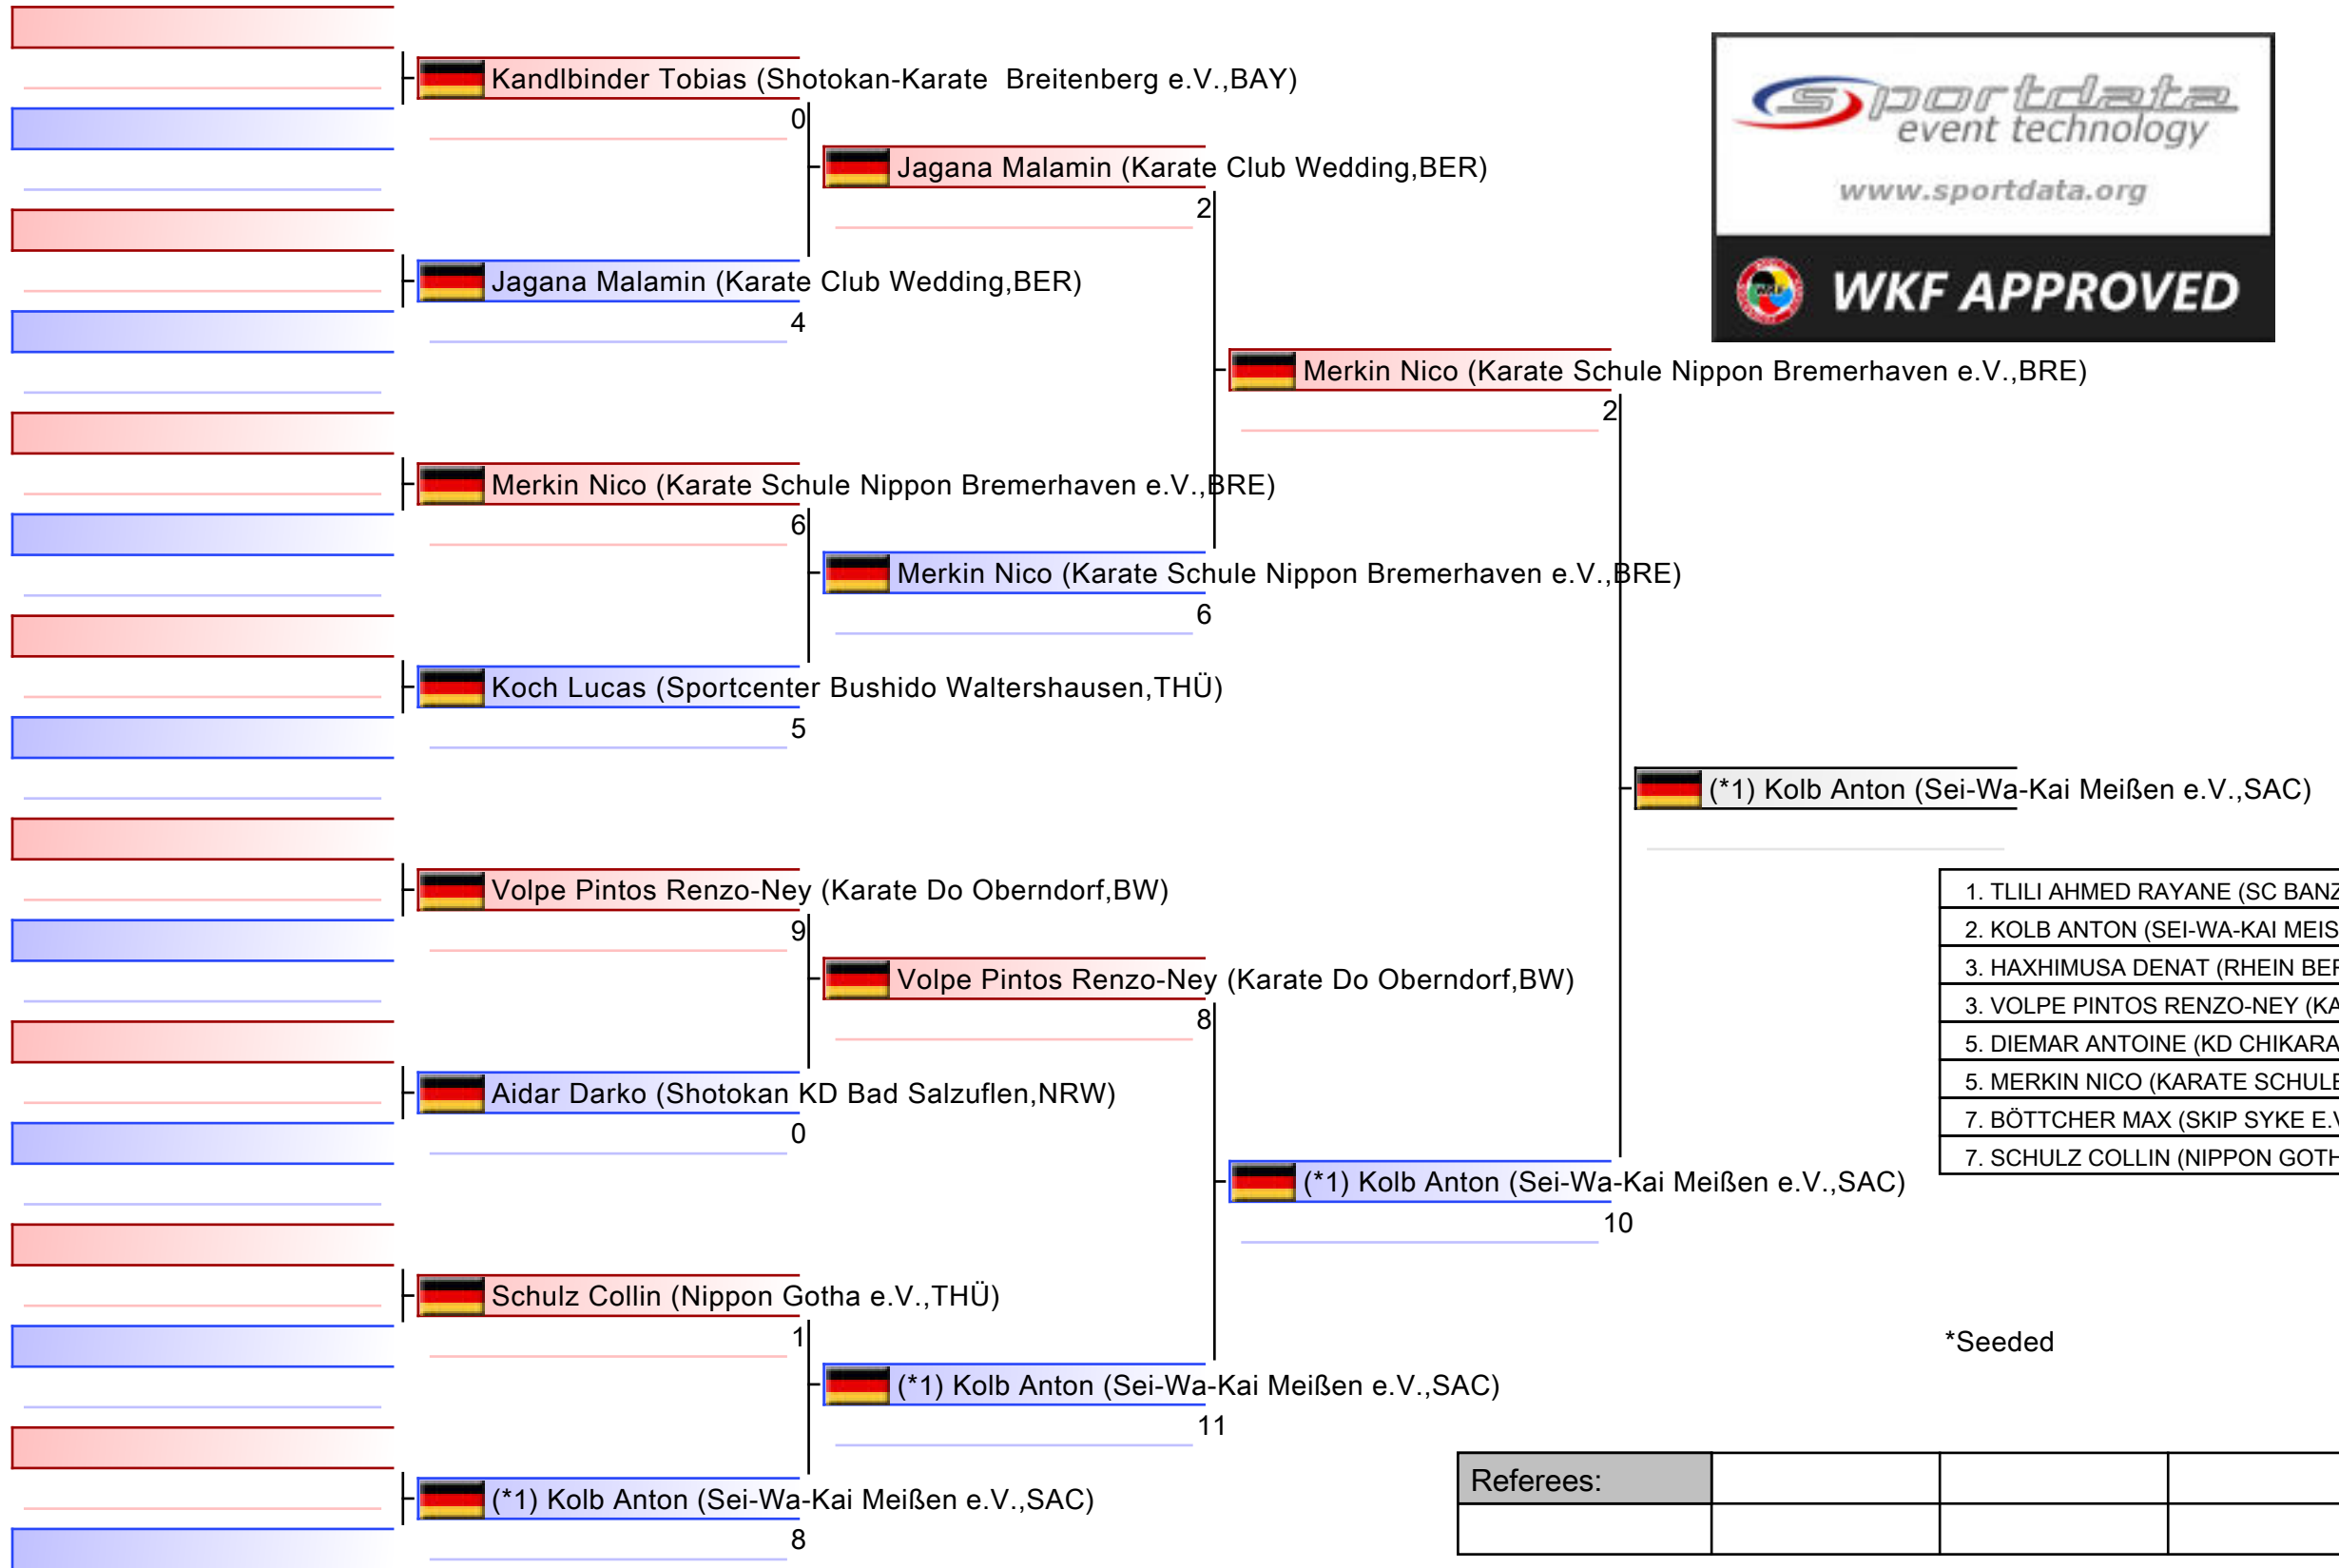 Kandlbinder Tobias (Shotokan-Karate  Breitenberg e.V.,BAY)
0
Jagana Malamin (Karate Club Wedding,BER)
2
Jagana Malamin (Karate Club Wedding,BER)
4
Merkin Nico (Karate Schule Nippon Bremerhaven e.V.,BRE)
2
Merkin Nico (Karate Schule Nippon Bremerhaven e.V.,BRE)
6
Merkin Nico (Karate Schule Nippon Bremerhaven e.V.,BRE)
6
Koch Lucas (Sportcenter Bushido Waltershausen,THÜ)
5
(*1) Kolb Anton (Sei-Wa-Kai Meißen e.V.,SAC)
Volpe Pintos Renzo-Ney (Karate Do Oberndorf,BW)
9
Volpe Pintos Renzo-Ney (Karate Do Oberndorf,BW)
8
Aidar Darko (Shotokan KD Bad Salzuflen,NRW)
0
(*1) Kolb Anton (Sei-Wa-Kai Meißen e.V.,SAC)
10
Schulz Collin (Nippon Gotha e.V.,THÜ)
1
(*1) Kolb Anton (Sei-Wa-Kai Meißen e.V.,SAC)
11
(*1) Kolb Anton (Sei-Wa-Kai Meißen e.V.,SAC)
8
sportdata
event technology
www.sportdata.org
WKF
WKF APPROVED
1. TLILI AHMED RAYANE (SC BANZ
2. KOLB ANTON (SEI-WA-KAI MEIS
3. HAXHIMUSA DENAT (RHEIN BER
3. VOLPE PINTOS RENZO-NEY (KA
5. DIEMAR ANTOINE (KD CHIKARA
5. MERKIN NICO (KARATE SCHULE
7. BÖTTCHER MAX (SKIP SYKE E.V
7. SCHULZ COLLIN (NIPPON GOTH
*Seeded
Referees: